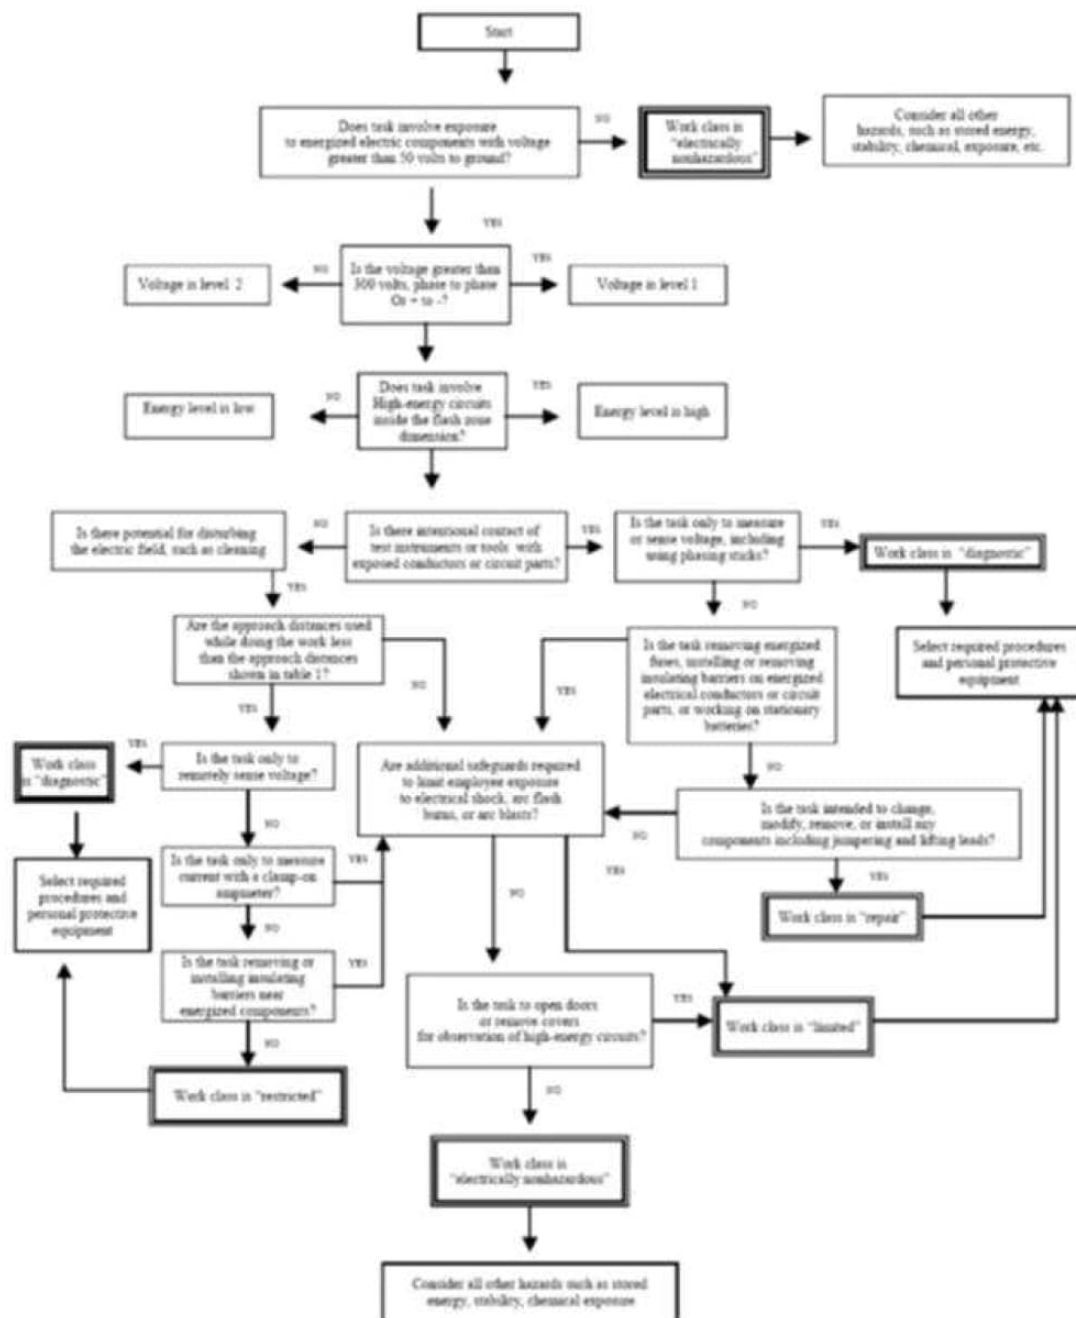 Start
Does task involve exposure
to energized electric components with voltage
greater than 50 volts to ground?
NO
Work class is
"electrically
nonhazardous"
Consider all other
hazards, such as stored energy,
stability, chemical, exposure, etc.
YES
Voltage is level 2
NO
Is the voltage greater than
300 volts, phase to phase
Or + to -?
YES
Voltage is level 1
Energy level is low
NO
Does task involve
High-energy circuits
inside the flash zone
dimension?
YES
Energy level is high
Is there potential for disturbing
the electric field, such as cleaning
NO
Is there intentional contact of
test instruments or tools with
exposed conductors or circuit parts?
YES
Is the task only to measure
or sense voltage, including
using phasing sticks?
YES
Work class is "diagnostic"
YES
NO
Are the approach distances used
while doing the work less
than the approach distances
shown in table 1?
NO
YES
Is the task removing energized
fuses, installing or removing
insulating barriers on energized
electrical conductors or circuit
parts, or working on stationary
batteries?
YES
Select required procedures
and personal protective
equipment
NO
Work class
is "diagnostic"
YES
Is the task only to
remotely sense voltage?
Are additional safeguards required
to limit employee exposure
to electrical shock, arc flash
burns, or arc blasts?
Is the task intended to change,
modify, remove, or install any
components including jumpering and lifting leads?
NO
NO
Select required
procedures and
personal protective
equipment
Is the task only to measure
current with a clamp-on
ampmeter?
YES
NO
YES
YES
Work class is "repair"
NO
Is the task removing or
installing insulating
barriers near
energized components?
YES
Is the task to open doors
or remove covers
for observation of high-energy circuits?
YES
Work class is "limited"
NO
Work class is "restricted"
NO
Work class is
"electrically nonhazardous"
Consider all other hazards such as stored
energy, stability, chemical exposure